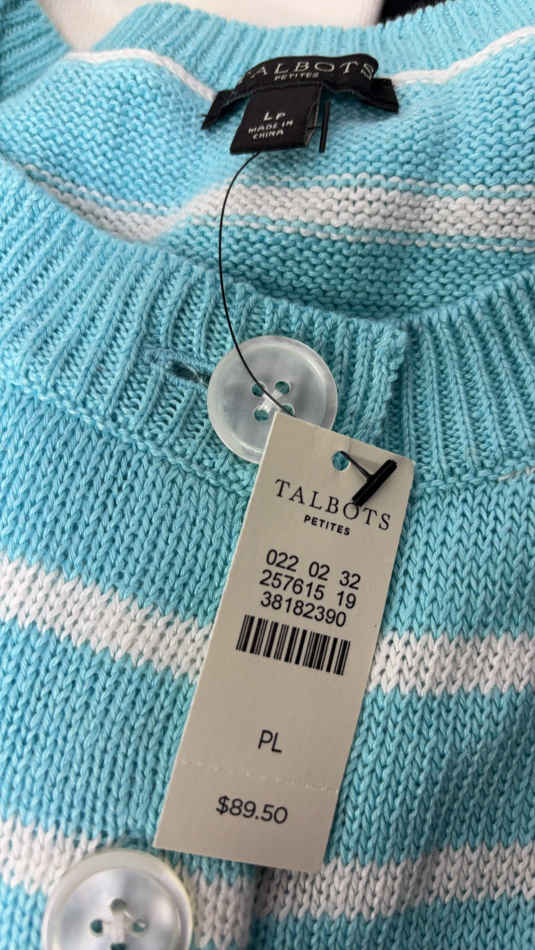 TALBOTS
PETITES
LP
MADE IN
CHINA
TALBOTS
PETITES
022 02 32
257615 19
38182390
PL
$89.50